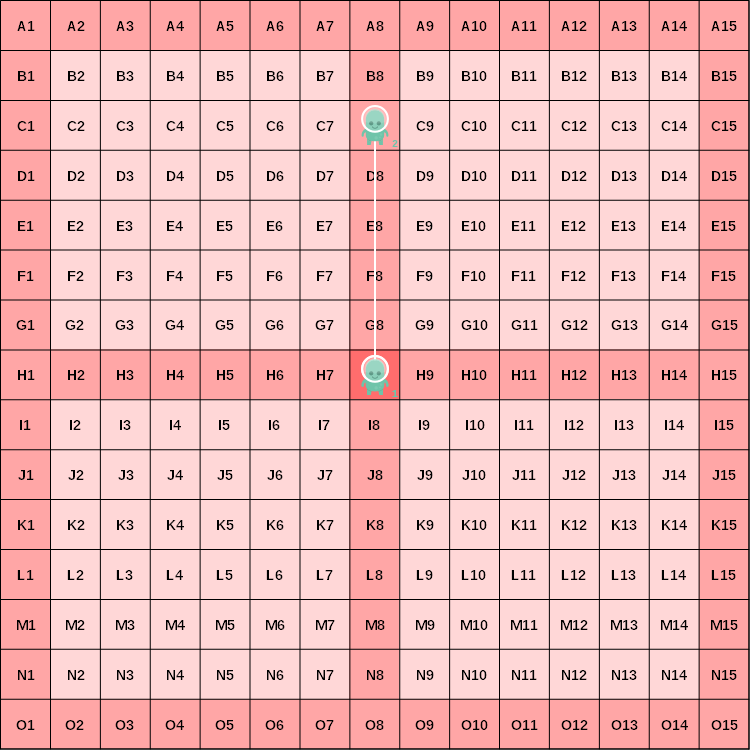 A1 A2 A3 A4 A5 A6 A7 A8 A9 A10 A11 A12 A13 A14 A15
B1 B2 B3 B4 B5 B6 B7 B8 B9 B10 B11 B12 B13 B14 B15
C1 C2 C3 C4 C5 C6 C7 2 C9 C10 C11 C12 C13 C14 C15
D1 D2 D3 D4 D5 D6 D7 D8 D9 D10 D11 D12 D13 D14 D15
E1 E2 E3 E4 E5 E6 E7 E8 E9 E10 E11 E12 E13 E14 E15
F1 F2 F3 F4 F5 F6 F7 F8 F9 F10 F11 F12 F13 F14 F15
G1 G2 G3 G4 G5 G6 G7 G8 G9 G10 G11 G12 G13 G14 G15
H1 H2 H3 H4 H5 H6 H7 1 H9 H10 H11 H12 H13 H14 H15
I1 I2 I3 I4 I5 I6 I7 I8 I9 I10 I11 I12 I13 I14 I15
J1 J2 J3 J4 J5 J6 J7 J8 J9 J10 J11 J12 J13 J14 J15
K1 K2 K3 K4 K5 K6 K7 K8 K9 K10 K11 K12 K13 K14 K15
L1 L2 L3 L4 L5 L6 L7 L8 L9 L10 L11 L12 L13 L14 L15
M1 M2 M3 M4 M5 M6 M7 M8 M9 M10 M11 M12 M13 M14 M15
N1 N2 N3 N4 N5 N6 N7 N8 N9 N10 N11 N12 N13 N14 N15
O1 O2 O3 O4 O5 O6 O7 O8 O9 O10 O11 O12 O13 O14 O15